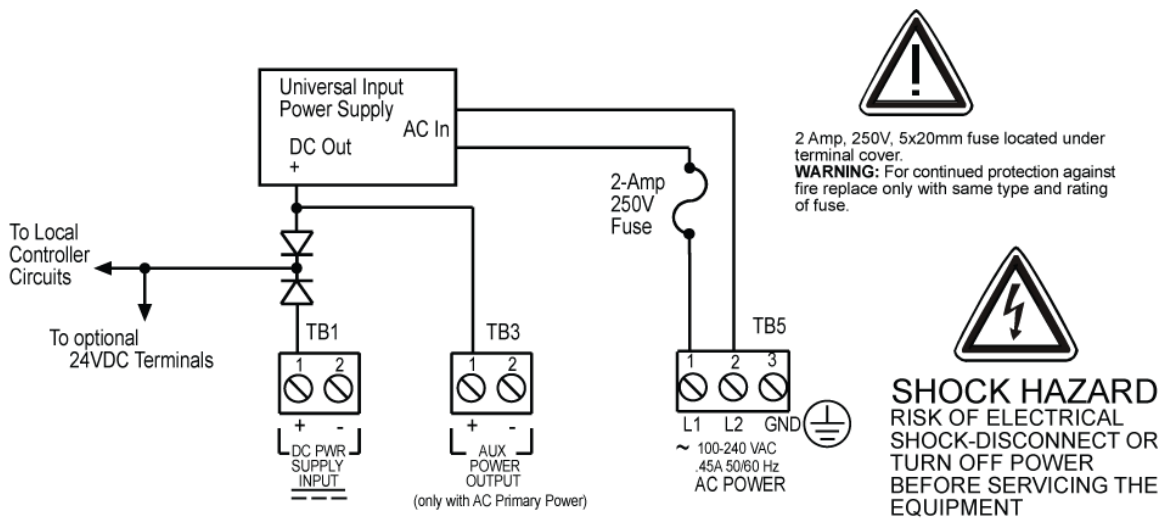 Universal Input
Power Supply
AC In
DC Out
+
2-Amp
250V
Fuse
To Local
Controller
Circuits
To optional
24VDC Terminals
TB1
1 2
+ -
DC PWR
SUPPLY
INPUT
TB3
1 2
+ -
AUX
POWER
OUTPUT
(only with AC Primary Power)
TB5
1 2 3
L1 L2 GND
~ 100-240 VAC
.45A 50/60 Hz
AC POWER
!
2 Amp, 250V, 5x20mm fuse located under
terminal cover.
WARNING: For continued protection against
fire replace only with same type and rating
of fuse.
SHOCK HAZARD
RISK OF ELECTRICAL
SHOCK-DISCONNECT OR
TURN OFF POWER
BEFORE SERVICING THE
EQUIPMENT